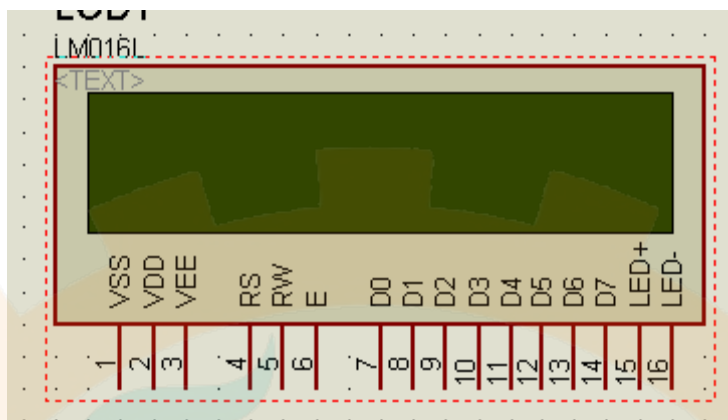 LCD1
LM016L
<TEXT>
VSS VDD VEE RS RW E D0 D1 D2 D3 D4 D5 D6 D7 LED+ LED-
1 2 3 4 5 6 7 8 9 10 11 12 13 14 15 16